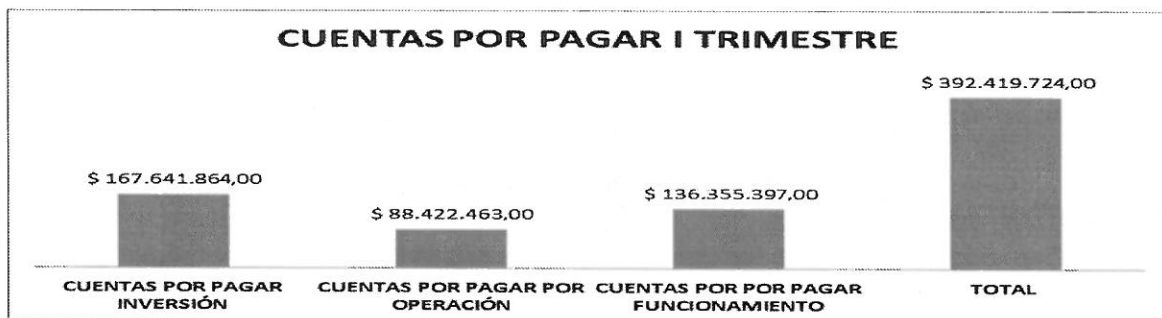 CUENTAS POR PAGAR I TRIMESTRE
$ 392.419.724,00
$ 167.641.864,00
$ 136.355.397,00
$ 88.422.463,00
CUENTAS POR PAGAR
INVERSIÓN
CUENTAS POR PAGAR POR
OPERACIÓN
CUENTAS POR POR PAGAR
FUNCIONAMIENTO
TOTAL